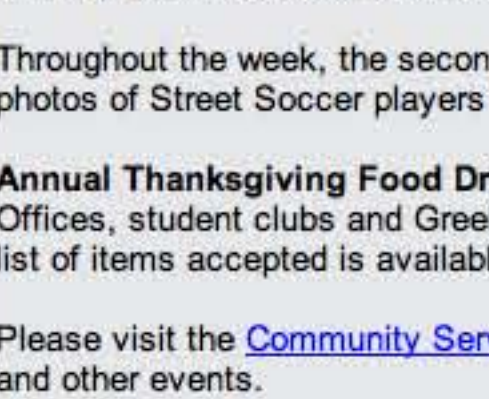 Throughout the week, the secon
photos of Street Soccer players
Annual Thanksgiving Food Dr
Offices, student clubs and Gree
list of items accepted is availabl
Please visit the Community Ser
and other events.